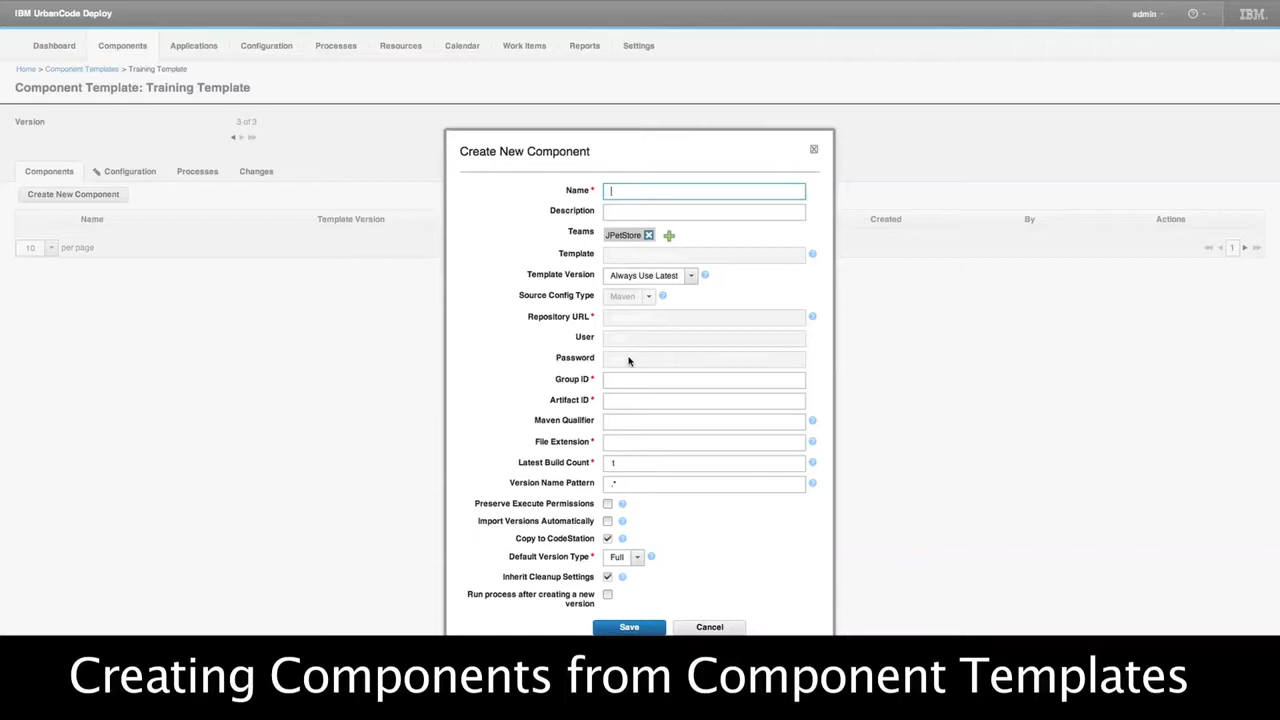 IBM UrbanCode Deploy
admin
IBM
Dashboard Components Applications Configuration Processes Resources Calendar Work Items Reports Settings
Home > Component Templates > Training Template
Component Template: Training Template
Version 3 of 3
Components Configuration Processes Changes
Create New Component
Name Template Version Created By Actions
10 per page 1
Create New Component
Name *
Description
Teams JPetStore
Template
Template Version Always Use Latest
Source Config Type Maven
Repository URL *
User
Password
Group ID *
Artifact ID *
Maven Qualifier
File Extension *
Latest Build Count * 1
Version Name Pattern .*
Preserve Execute Permissions
Import Versions Automatically
Copy to CodeStation
Default Version Type * Full
Inherit Cleanup Settings
Run process after creating a new
version
Save Cancel
Creating Components from Component Templates